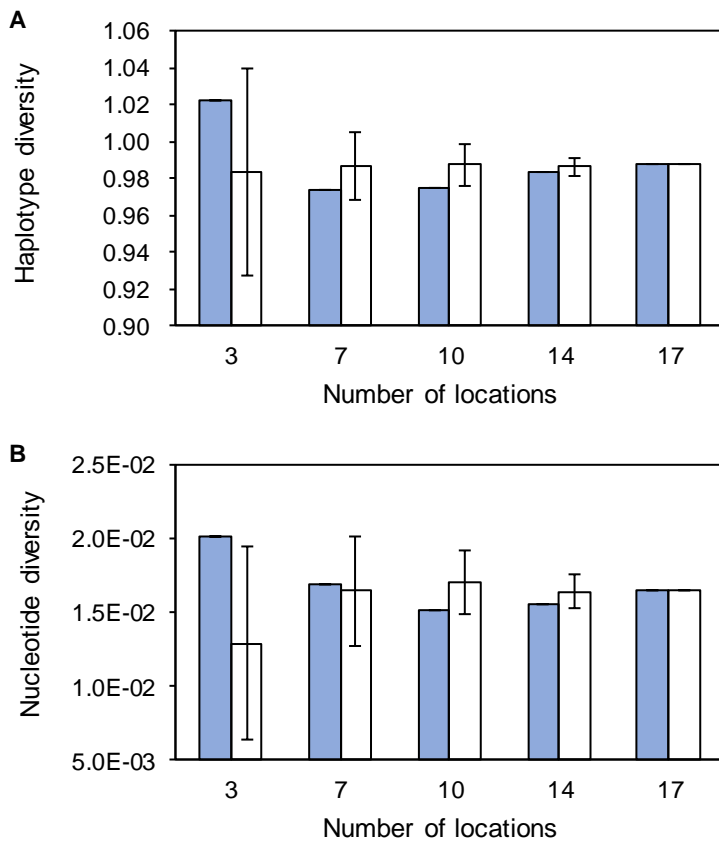 A
Haplotype diversity
1.06
1.04
1.02
1.00
0.98
0.96
0.94
0.92
0.90
3 7 10 14 17
Number of locations
B
Nucleotide diversity
2.5E-02
2.0E-02
1.5E-02
1.0E-02
5.0E-03
3 7 10 14 17
Number of locations